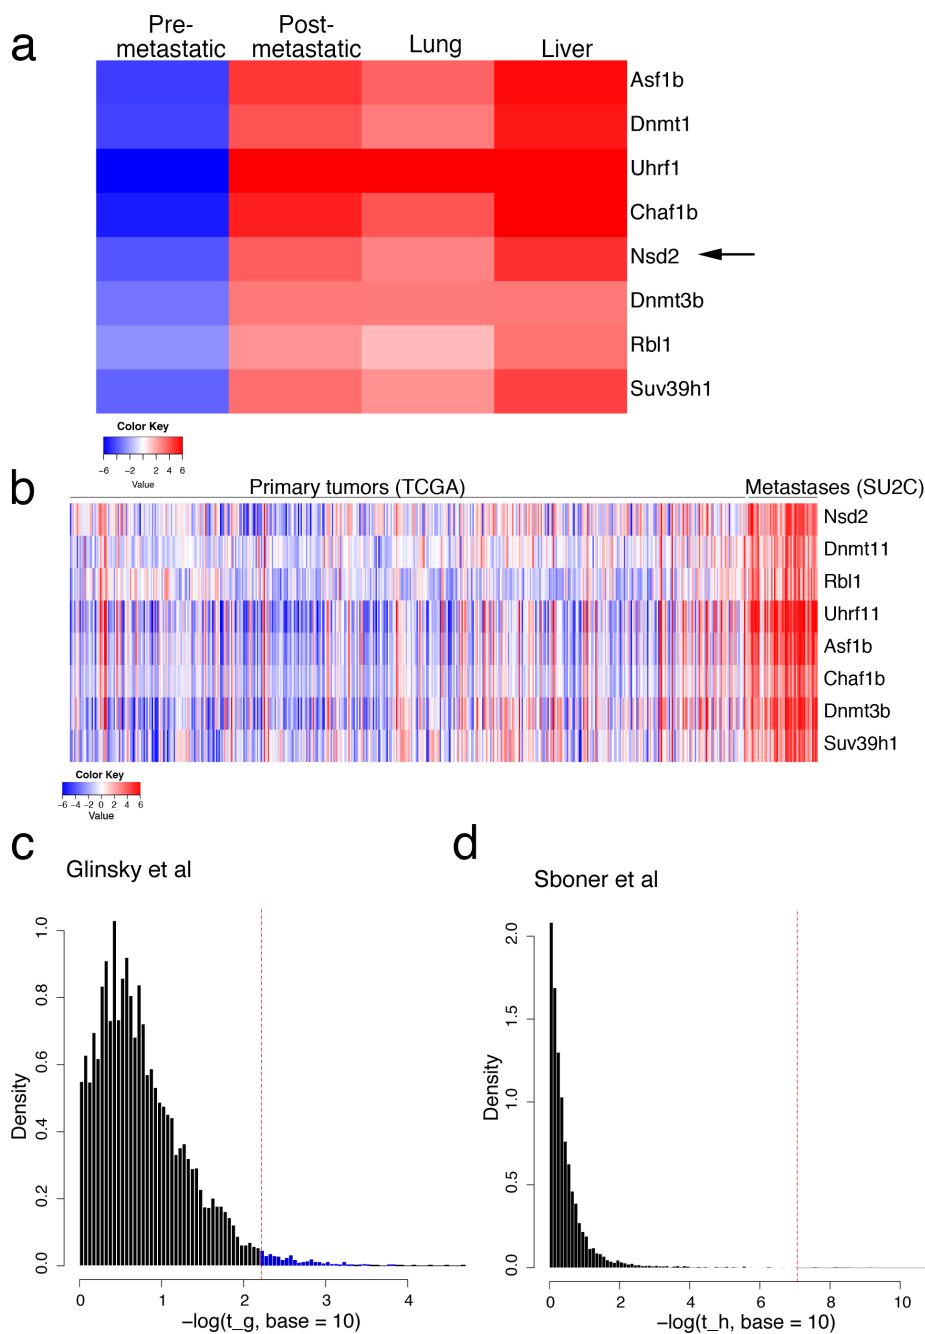 a
Pre-
metastatic
Post-
metastatic
Lung
Liver
Asf1b
Dnmt1
Uhrf1
Chaf1b
Nsd2
Dnmt3b
Rbl1
Suv39h1
Color Key
−6 −2 2 4 6
Value
b
Primary tumors (TCGA)
Metastases (SU2C)
Nsd2
Dnmt11
Rbl1
Uhrf11
Asf1b
Chaf1b
Dnmt3b
Suv39h1
Color Key
−6 −4 −2 0 2 4 6
Value
c
Glinsky et al
Density
1.0
0.8
0.6
0.4
0.2
0.0
0 1 2 3 4
−log(t_g, base = 10)
d
Sboner et al
Density
2.0
1.5
1.0
0.5
0.0
0 2 4 6 8 10
−log(t_h, base = 10)